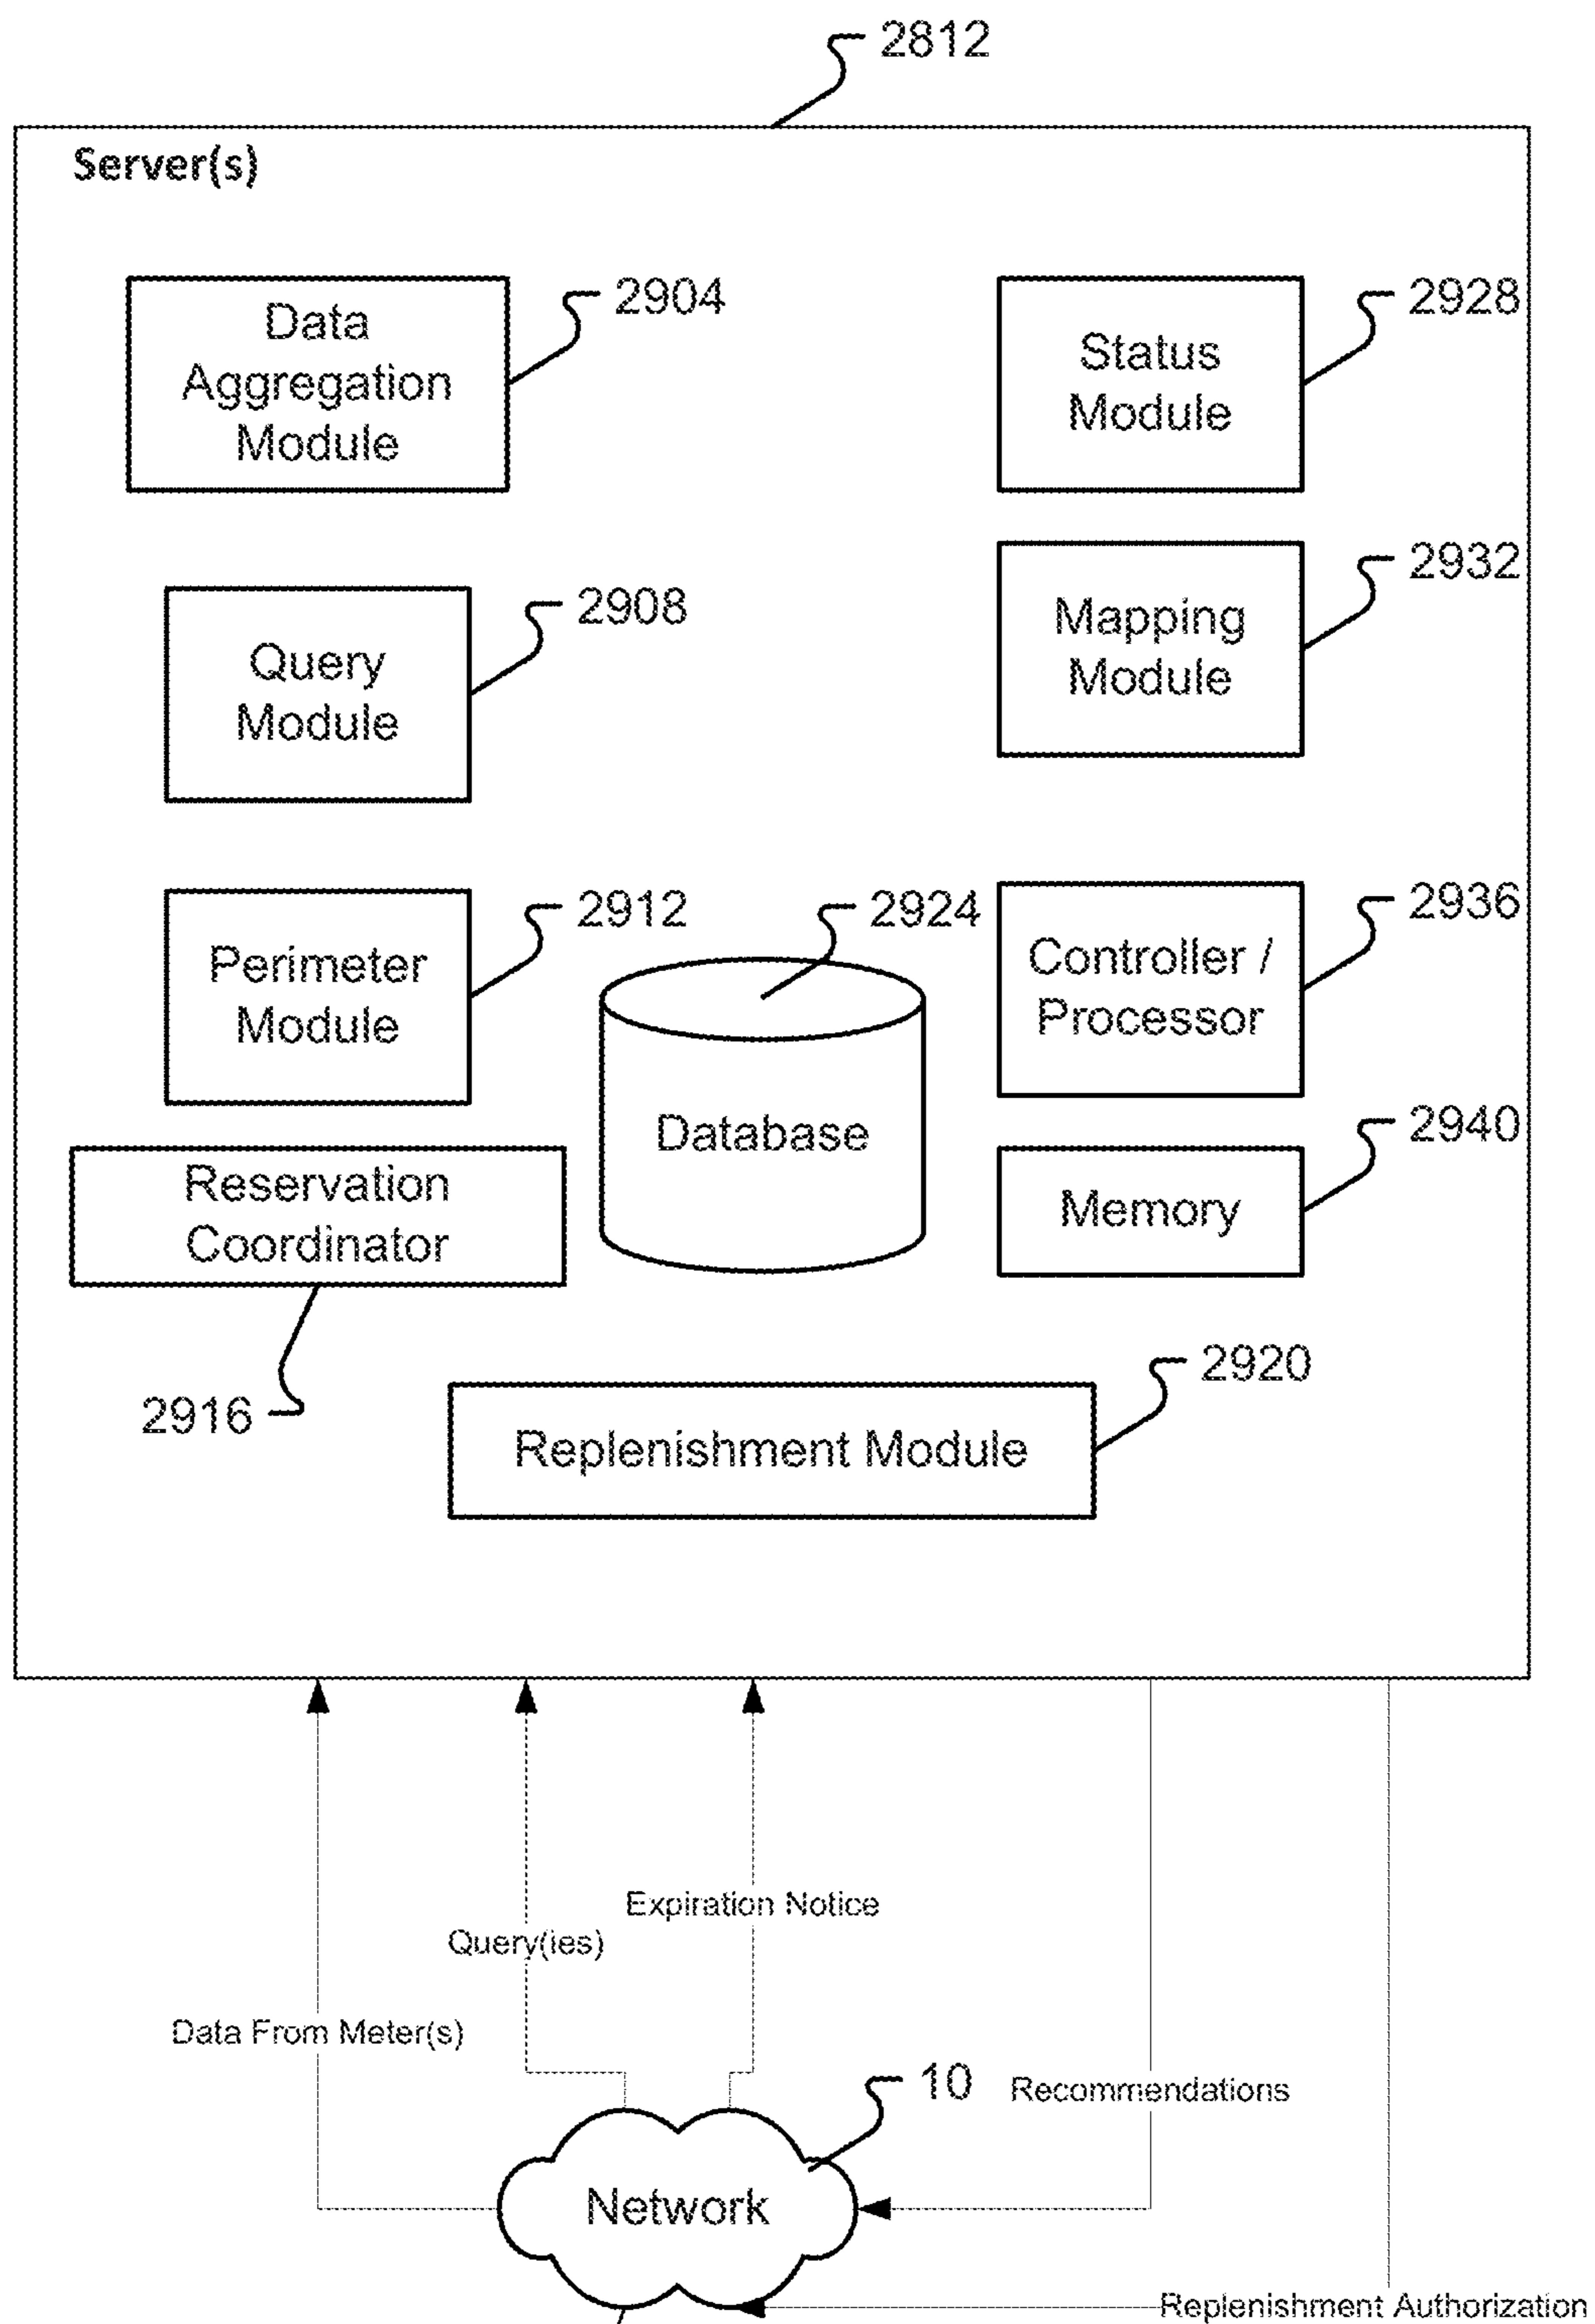 2812
Server(s)
Data
Aggregation
Module
2904
Status
Module
2928
Query
Module
2908
Mapping
Module
2932
Perimeter
Module
2912
2924
Database
Controller /
Processor
2936
Reservation
Coordinator
2916
Memory
2940
Replenishment Module
2920
Expiration Notice
Query(ies)
Data From Meter(s)
10
Recommendations
Network
Replenishment Authorization